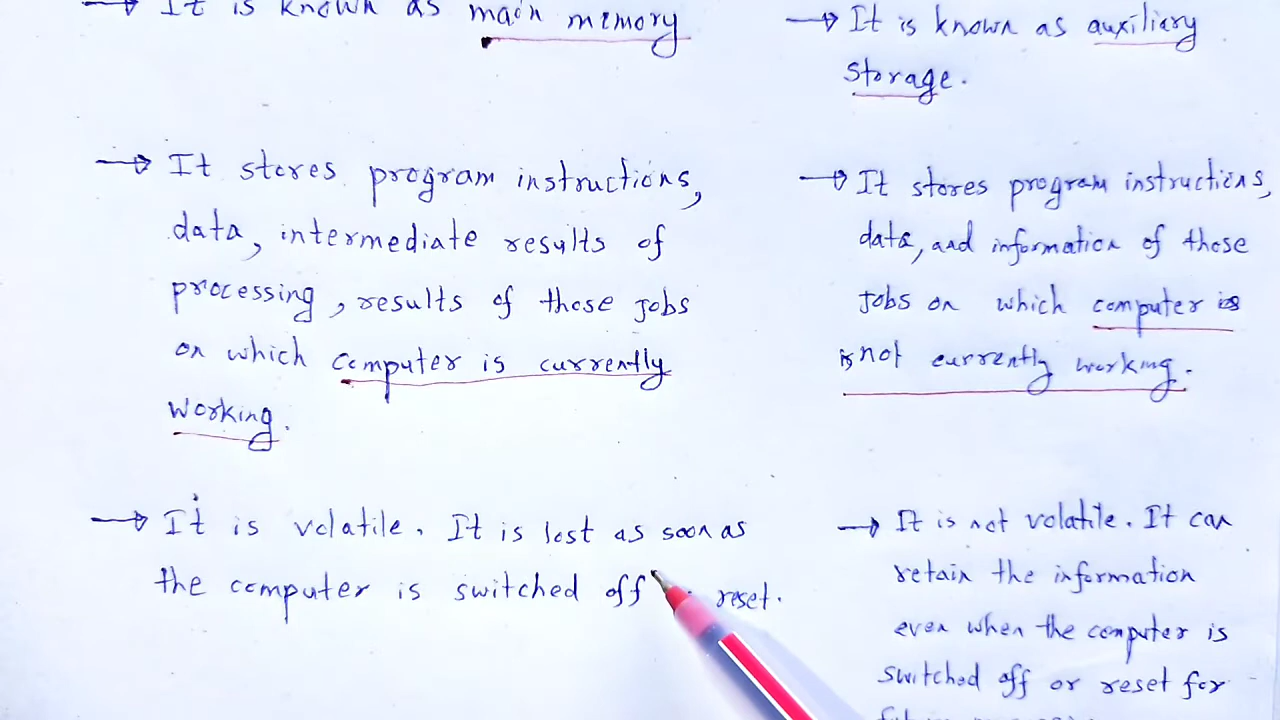 It is known as main memory
It stores program instructions,
data, intermediate results of
processing, results of those jobs
on which computer is currently
working.
It is volatile. It is lost as soon as
the computer is switched off reset.
It is known as auxiliary
storage.
It stores program instructions,
data, and information of those
jobs on which computer is
is not currently working.
It is not volatile. It can
retain the information
even when the computer is
switched off or reset for